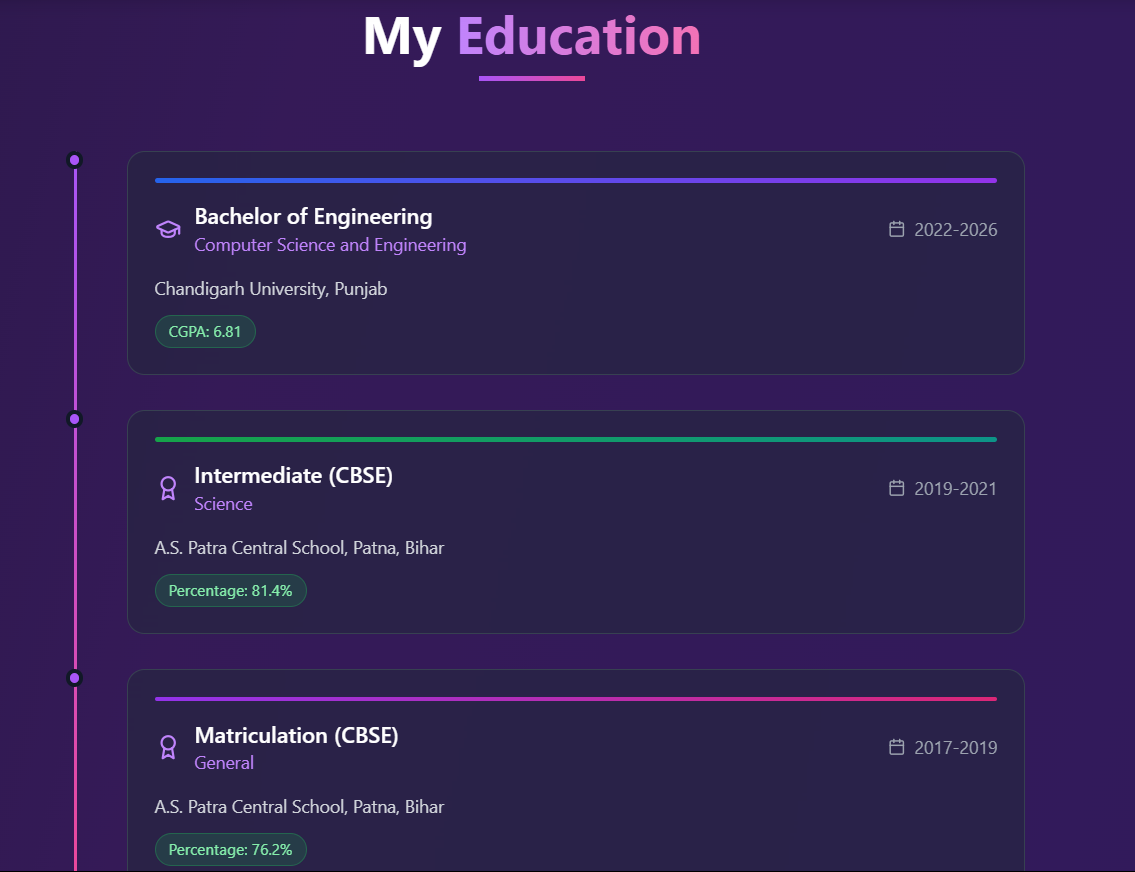 My Education
Bachelor of Engineering
Computer Science and Engineering
2022-2026
Chandigarh University, Punjab
CGPA: 6.81
Intermediate (CBSE)
Science
2019-2021
A.S. Patra Central School, Patna, Bihar
Percentage: 81.4%
Matriculation (CBSE)
General
2017-2019
A.S. Patra Central School, Patna, Bihar
Percentage: 76.2%